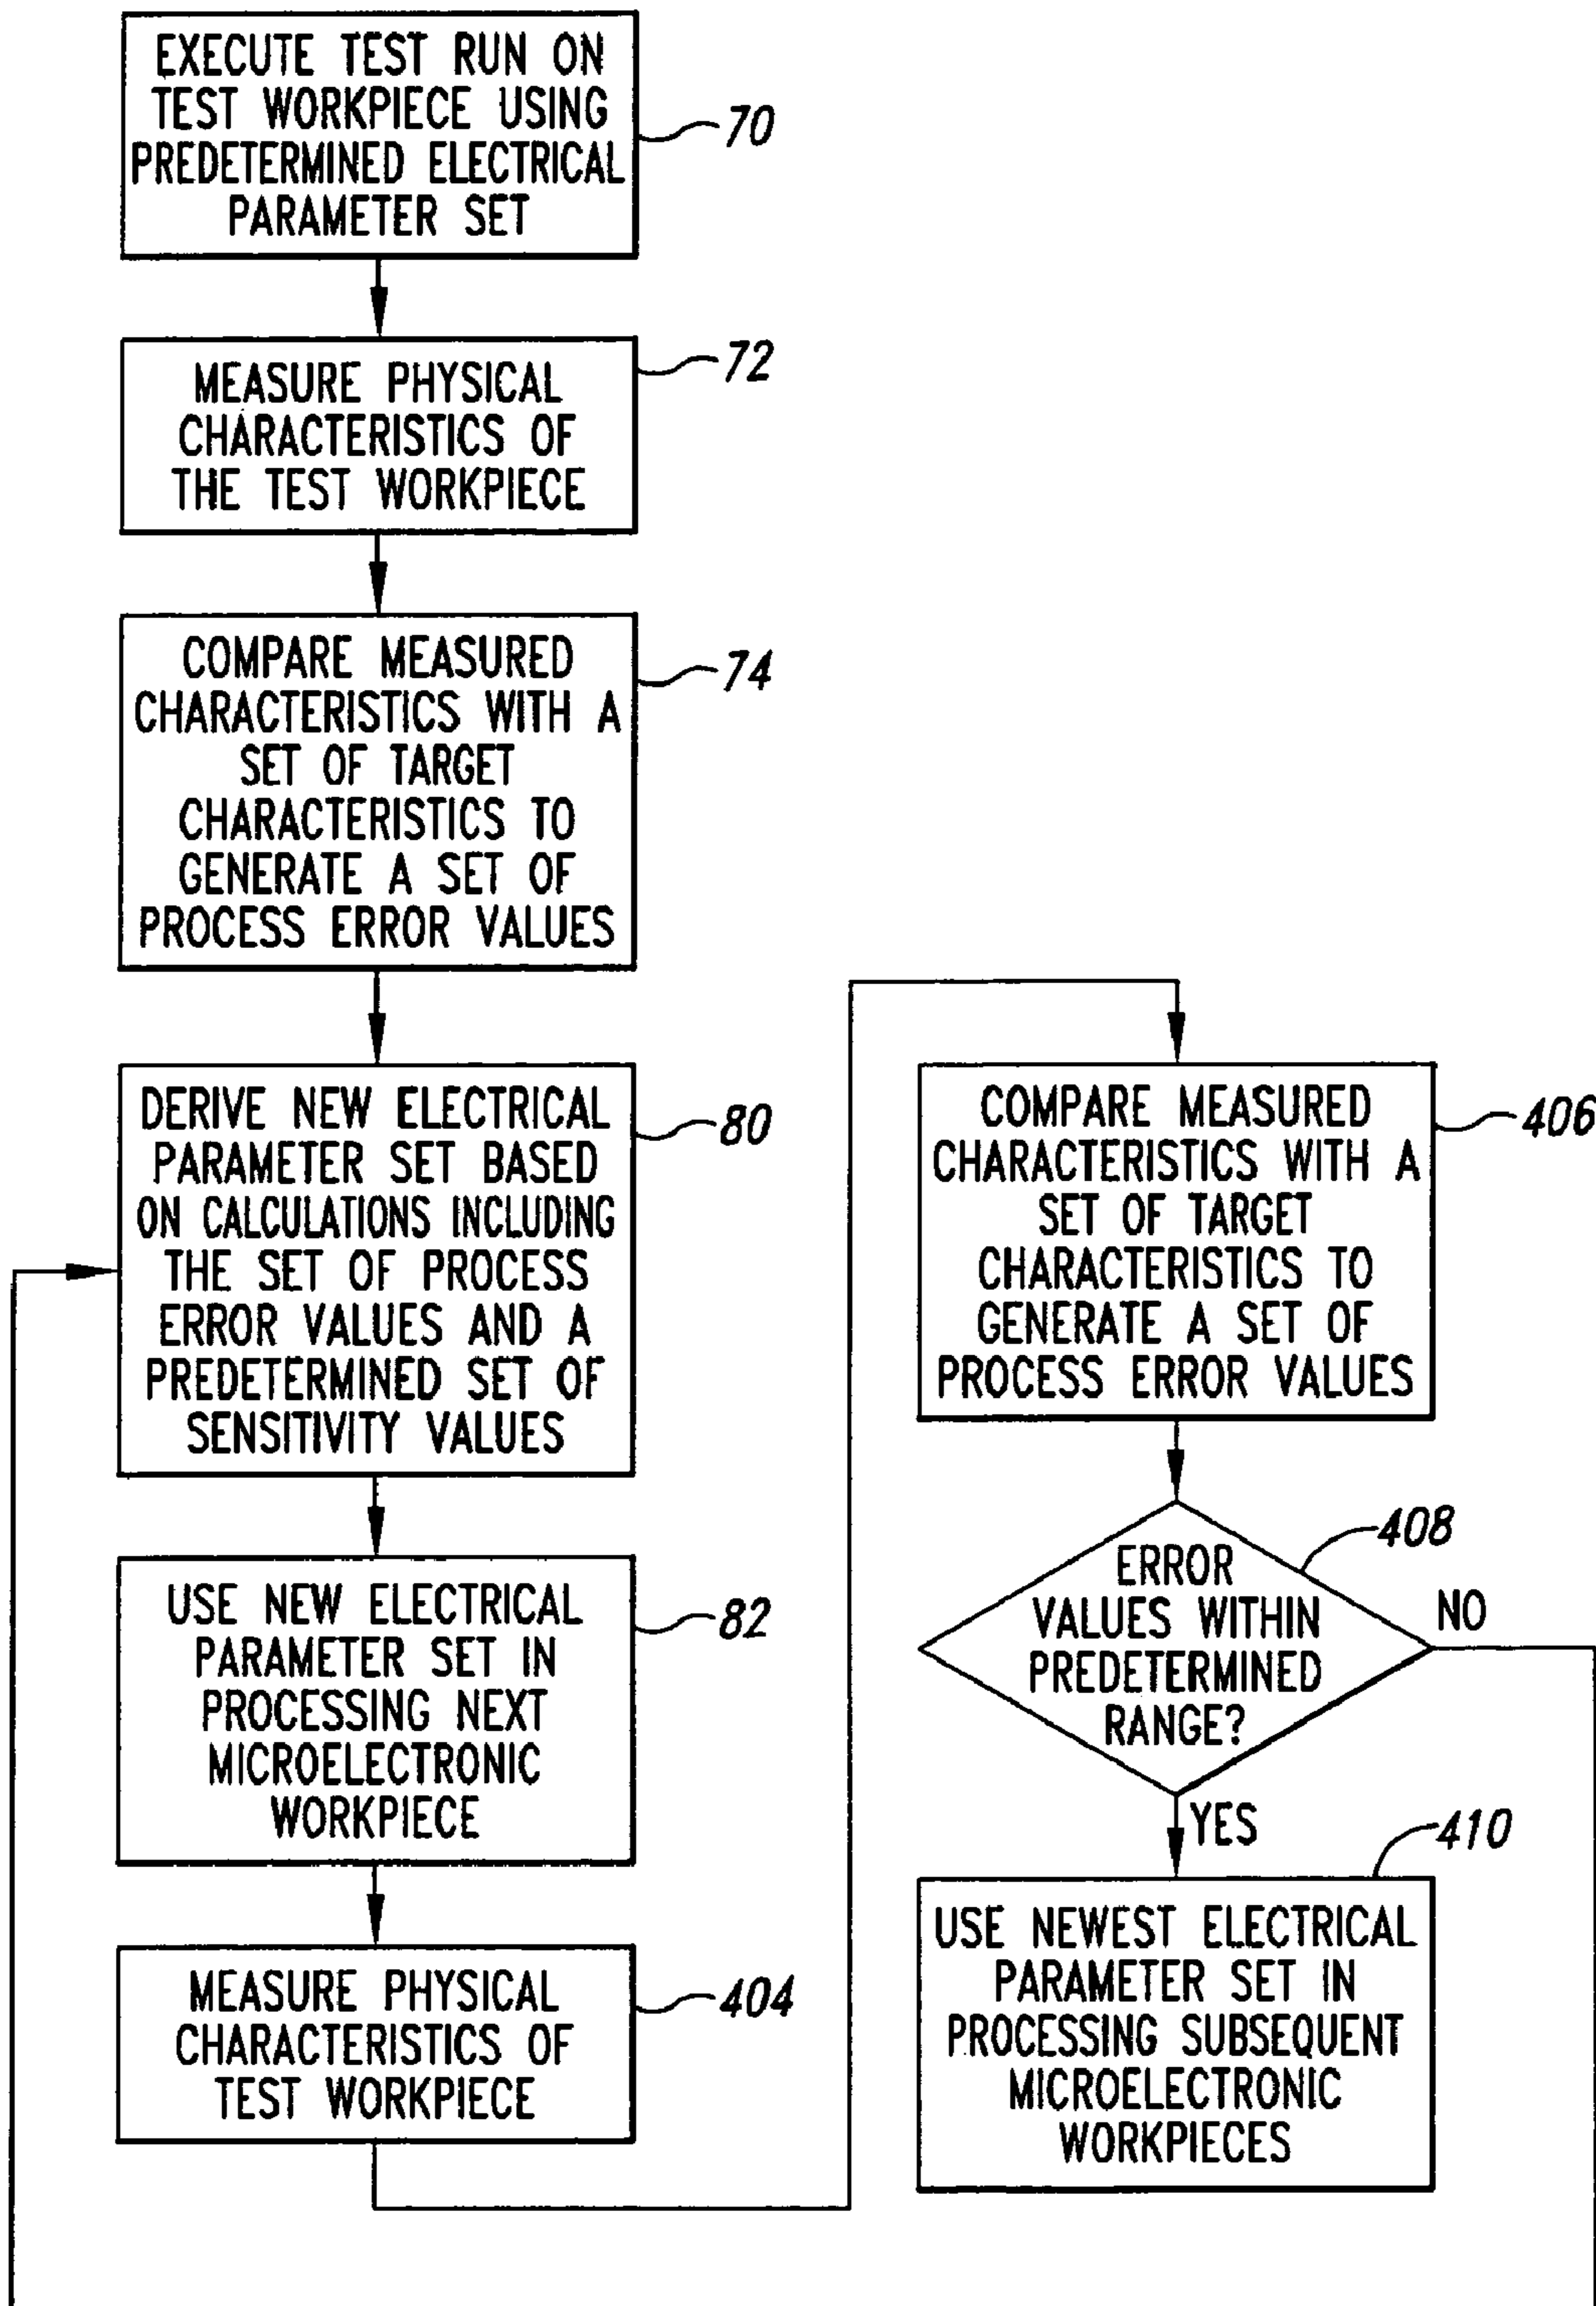 EXECUTE TEST RUN ON
TEST WORKPIECE USING
PREDETERMINED ELECTRICAL
PARAMETER SET
70
MEASURE PHYSICAL
CHARACTERISTICS OF
THE TEST WORKPIECE
72
COMPARE MEASURED
CHARACTERISTICS WITH A
SET OF TARGET
CHARACTERISTICS TO
GENERATE A SET OF
PROCESS ERROR VALUES
74
DERIVE NEW ELECTRICAL
PARAMETER SET BASED
ON CALCULATIONS INCLUDING
THE SET OF PROCESS
ERROR VALUES AND A
PREDETERMINED SET OF
SENSITIVITY VALUES
80
USE NEW ELECTRICAL
PARAMETER SET IN
PROCESSING NEXT
MICROELECTRONIC
WORKPIECE
82
MEASURE PHYSICAL
CHARACTERISTICS OF
TEST WORKPIECE
404
COMPARE MEASURED
CHARACTERISTICS WITH A
SET OF TARGET
CHARACTERISTICS TO
GENERATE A SET OF
PROCESS ERROR VALUES
406
ERROR
VALUES WITHIN
PREDETERMINED
RANGE?
408
NO
YES
USE NEWEST ELECTRICAL
PARAMETER SET IN
PROCESSING SUBSEQUENT
MICROELECTRONIC
WORKPIECES
410